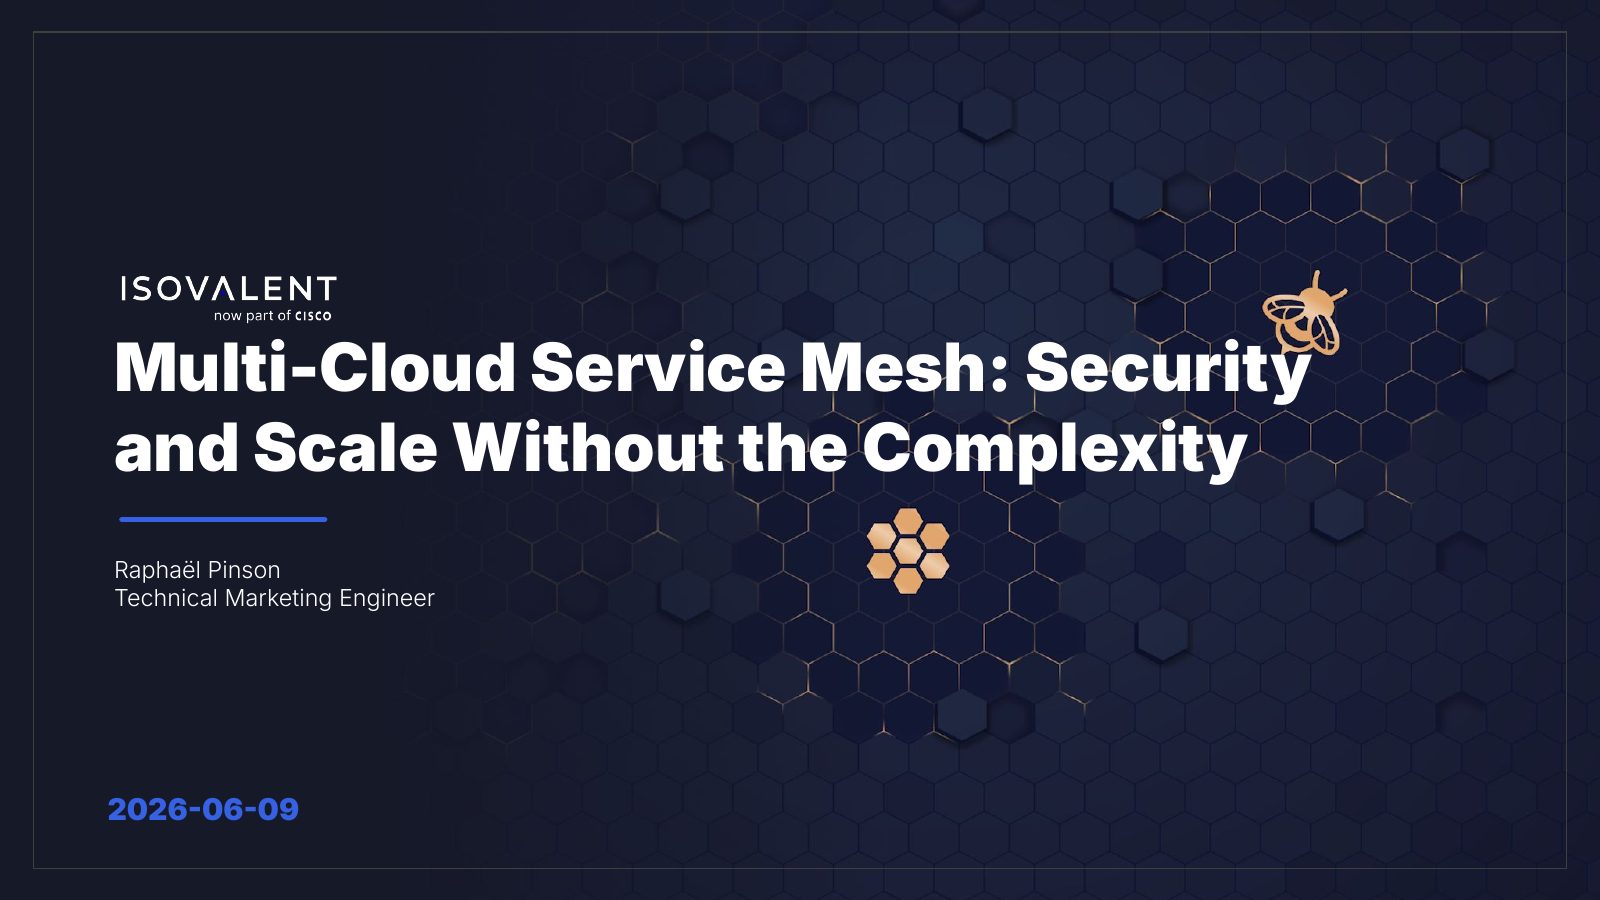 ISOVALENT
now part of CISCO
Multi-Cloud Service Mesh: Security
and Scale Without the Complexity
Raphaël Pinson
Technical Marketing Engineer
2026-06-09